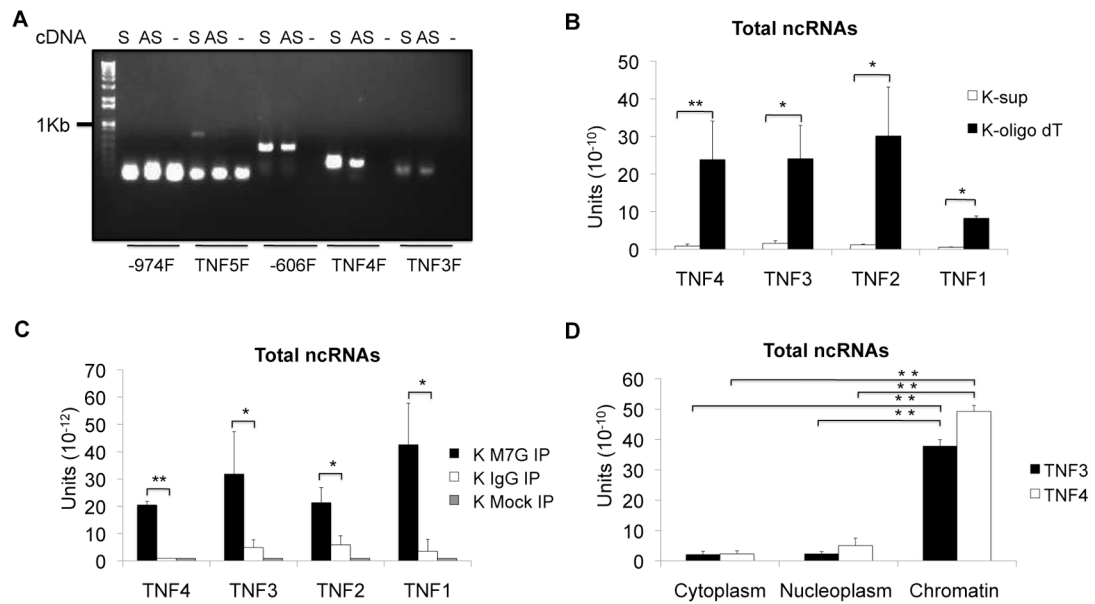 A
cDNA S AS - S AS - S AS - S AS - S AS -
1Kb
-974F TNF5F -606F TNF4F TNF3F
B
Total ncRNAs
Units (10-10)
50
40
30
20
10
0
** * * *
K-sup
K-oligo dT
TNF4 TNF3 TNF2 TNF1
C
Total ncRNAs
Units (10-12)
70
60
50
40
30
20
10
0
** * * *
K M7G IP
K IgG IP
K Mock IP
TNF4 TNF3 TNF2 TNF1
D
Total ncRNAs
Units (10-10)
60
50
40
30
20
10
0
* *
* *
* *
* *
TNF3
TNF4
Cytoplasm Nucleoplasm Chromatin